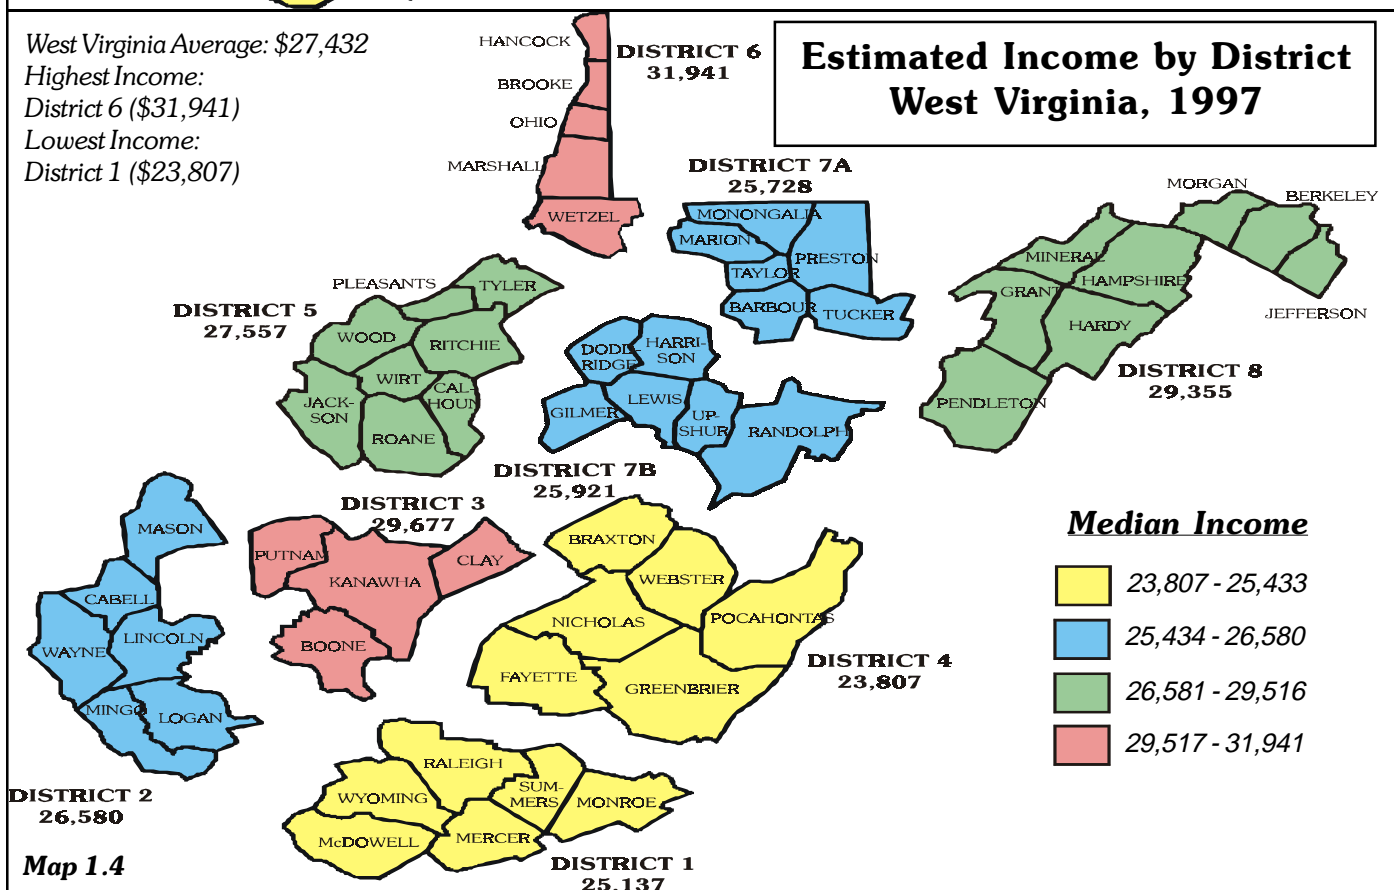 West Virginia Average: $27,432
Highest Income:
District 6 ($31,941)
Lowest Income:
District 1 ($23,807)
Estimated Income by District
West Virginia, 1997
HANCOCK
BROOKE
OHIO
MARSHALL
WETZEL
DISTRICT 6
31,941
DISTRICT 7A
25,728
MONONGALIA
MARION
PRESTON
TAYLOR
BARBOUR
TUCKER
MORGAN
BERKELEY
JEFFERSON
MINERAL
HAMPSHIRE
GRANT
HARDY
PENDLETON
DISTRICT 8
29,355
DISTRICT 5
27,557
PLEASANTS
TYLER
WOOD
RITCHIE
WIRT
CAL-
HOUN
JACK-
SON
ROANE
DODD-
RIDGE
HARRI-
SON
GILMER
LEWIS
UP-
SHUR
RANDOLPH
DISTRICT 7B
25,921
DISTRICT 3
29,677
PUTNAM
KANAWHA
CLAY
BOONE
MASON
CABELL
WAYNE
LINCOLN
MINGO
LOGAN
DISTRICT 2
26,580
BRAXTON
WEBSTER
NICHOLAS
POCAHONTAS
FAYETTE
GREENBRIER
DISTRICT 4
23,807
RALEIGH
WYOMING
SUM-
MERS
MONROE
McDOWELL
MERCER
DISTRICT 1
25,137
Median Income
23,807 - 25,433
25,434 - 26,580
26,581 - 29,516
29,517 - 31,941
Map 1.4